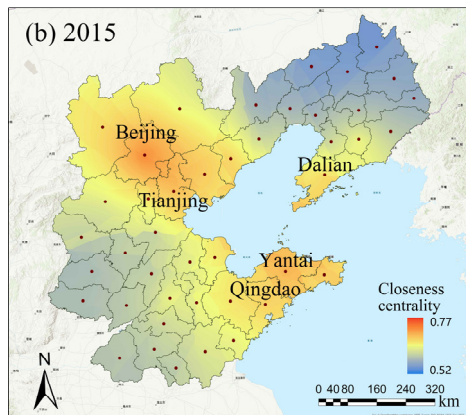 (b) 2015
Beijing
Tianjing
Dalian
Yantai
Qingdao
Closeness
centrality
0.77
0.52
N
0 40 80 160 240 320
km